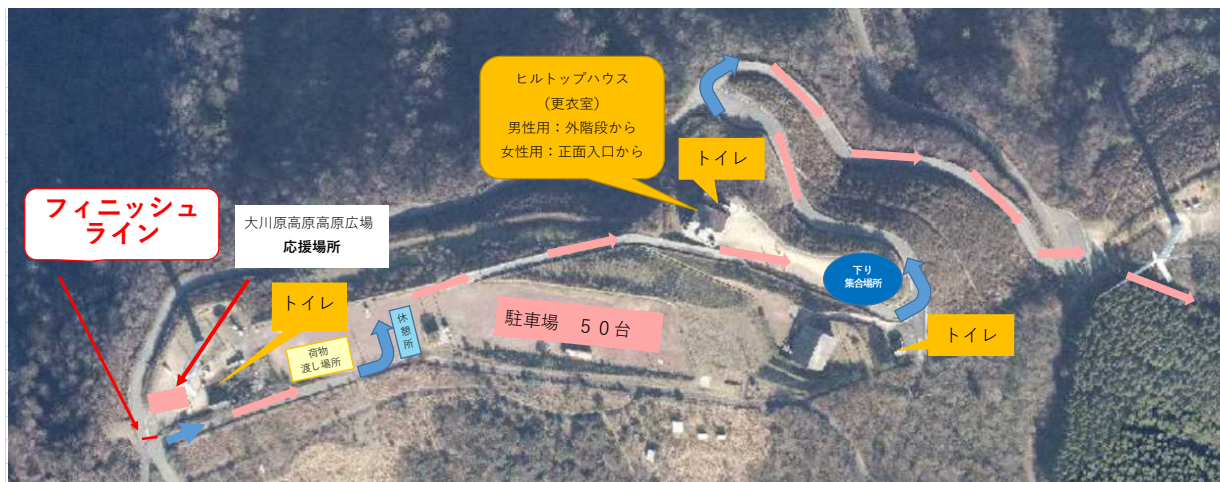 ヒルトップハウス
(更衣室)
男性用：外階段から
女性用：正面入口から
トイレ
フィニッシュ
ライン
大川原高原高原広場
応援場所
下り
集合場所
トイレ
休憩所
駐車場　５０台
トイレ
荷物
渡し場所